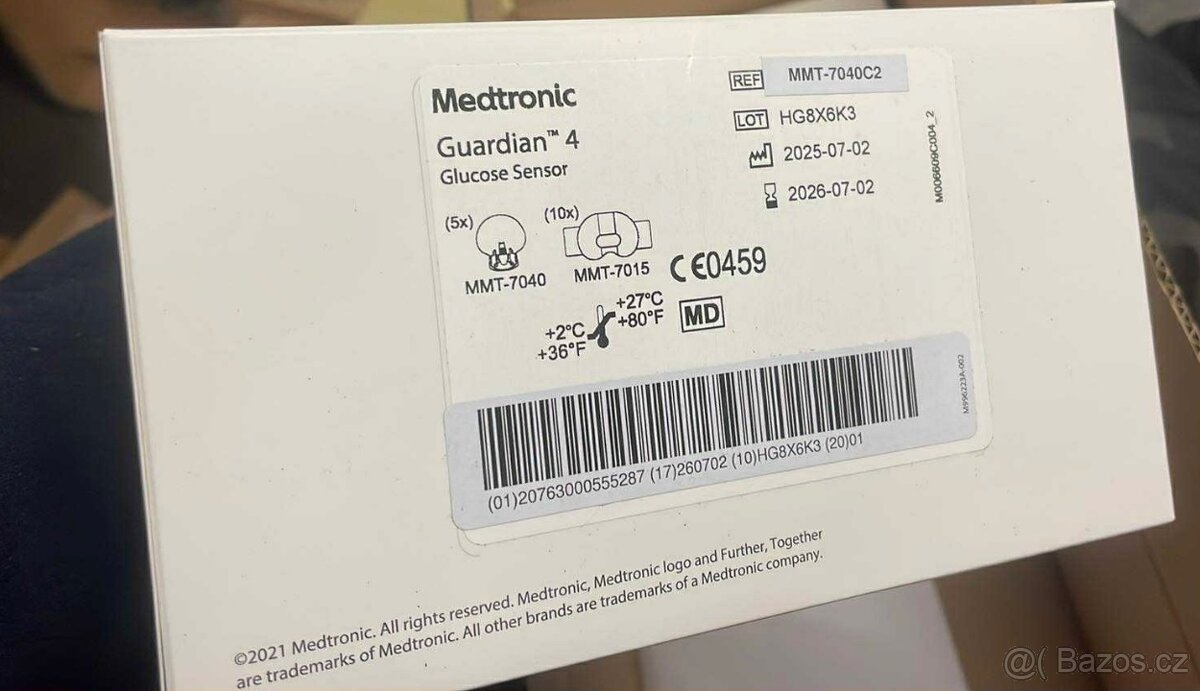 Medtronic
Guardian™ 4
Glucose Sensor
(5x)
MMT-7040
(10x)
MMT-7015
CE0459
+2°C
+36°F
+27°C
+80°F
MD
REF MMT-7040C2
LOT HG8X6K3
2025-07-02
2026-07-02
M006609C004_2
(01)20763000555287 (17)260702 (10)HG8X6K3 (20)01
M996223A-002
©2021 Medtronic. All rights reserved. Medtronic, Medtronic logo and Further, Together
are trademarks of Medtronic. All other brands are trademarks of a Medtronic company.
@( Bazos.cz